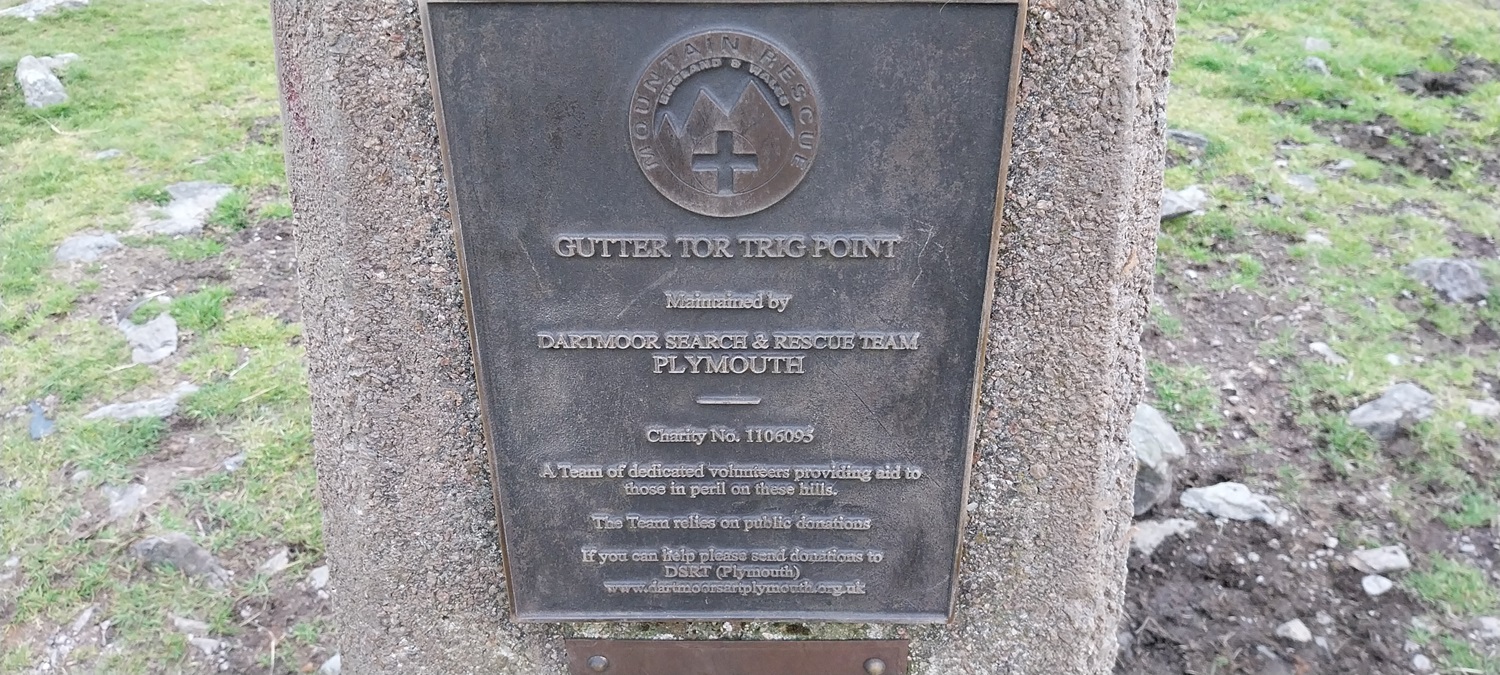 MOUNTAIN RESCUE
ENGLAND & WALES
GUTTER TOR TRIG POINT
Maintained by
DARTMOOR SEARCH & RESCUE TEAM
PLYMOUTH
Charity No. 1106095
A Team of dedicated volunteers providing aid to
those in peril on these hills.
The Team relies on public donations
If you can help please send donations to
DSRT (Plymouth)
www.dartmoorsartplymouth.org.uk